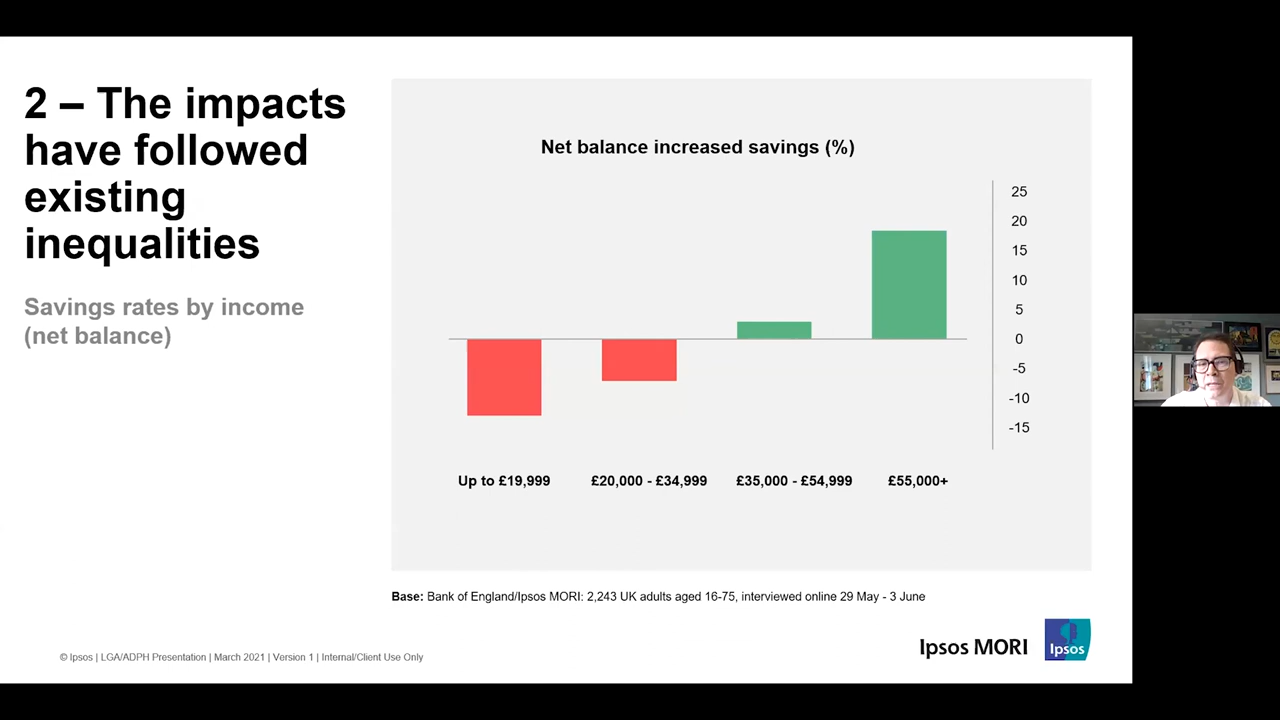 2 – The impacts
have followed
existing
inequalities
Savings rates by income
(net balance)
Net balance increased savings (%)
25
20
15
10
5
0
-5
-10
-15
Up to £19,999
£20,000 - £34,999
£35,000 - £54,999
£55,000+
Base: Bank of England/Ipsos MORI: 2,243 UK adults aged 16-75, interviewed online 29 May - 3 June
© Ipsos | LGA/ADPH Presentation | March 2021 | Version 1 | Internal/Client Use Only
Ipsos MORI
Ipsos